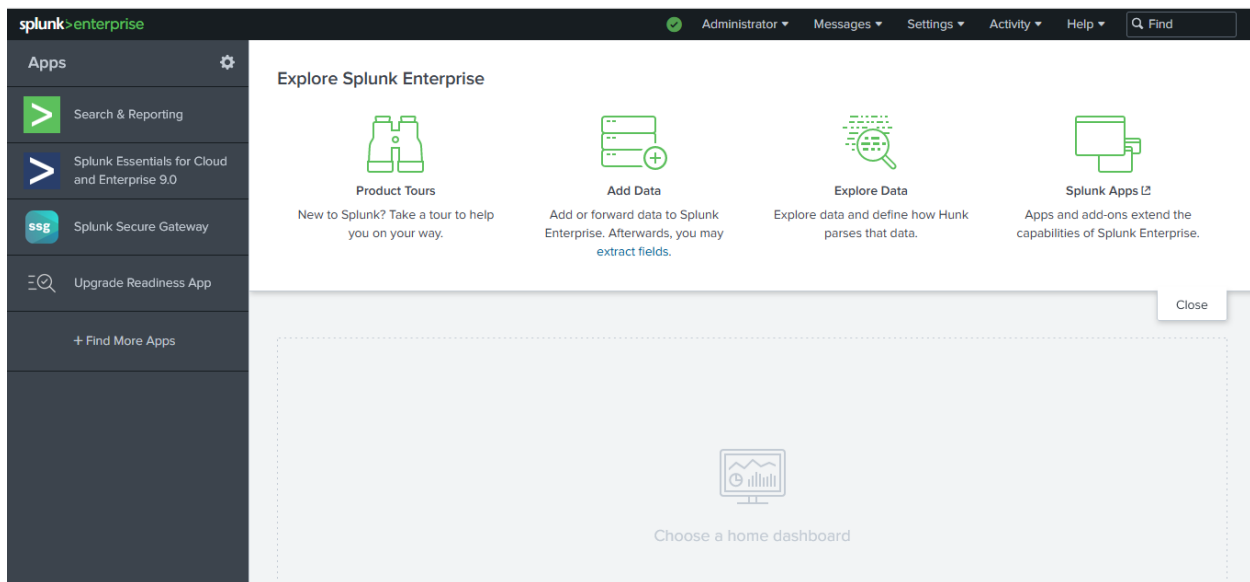 splunk>enterprise
Administrator Messages Settings Activity Help Find
Apps
Search & Reporting
Splunk Essentials for Cloud
and Enterprise 9.0
ssg Splunk Secure Gateway
Upgrade Readiness App
+ Find More Apps
Explore Splunk Enterprise
Product Tours
New to Splunk? Take a tour to help
you on your way.
Add Data
Add or forward data to Splunk
Enterprise. Afterwards, you may
extract fields.
Explore Data
Explore data and define how Hunk
parses that data.
Splunk Apps
Apps and add-ons extend the
capabilities of Splunk Enterprise.
Close
Choose a home dashboard